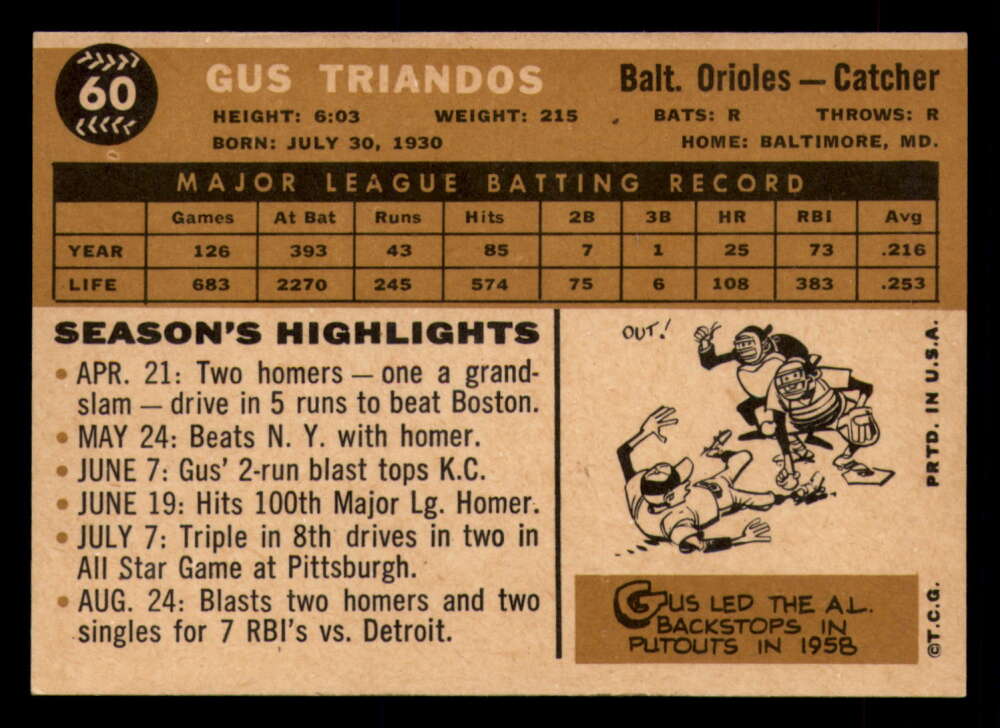 60
GUS TRIANDOS
Balt. Orioles — Catcher
HEIGHT: 6:03 WEIGHT: 215 BATS: R THROWS: R
BORN: JULY 30, 1930 HOME: BALTIMORE, MD.
MAJOR LEAGUE BATTING RECORD
Games At Bat Runs Hits 2B 3B HR RBI Avg
YEAR 126 393 43 85 7 1 25 73 .216
LIFE 683 2270 245 574 75 6 108 383 .253
SEASON'S HIGHLIGHTS
• APR. 21: Two homers — one a grand-
slam — drive in 5 runs to beat Boston.
• MAY 24: Beats N. Y. with homer.
• JUNE 7: Gus' 2-run blast tops K.C.
• JUNE 19: Hits 100th Major Lg. Homer.
• JULY 7: Triple in 8th drives in two in
All Star Game at Pittsburgh.
• AUG. 24: Blasts two homers and two
singles for 7 RBI's vs. Detroit.
OUT!
GUS LED THE A.L.
BACKSTOPS IN
PUTOUTS IN 1958
PRTD. IN U.S.A.
©T.C.G.